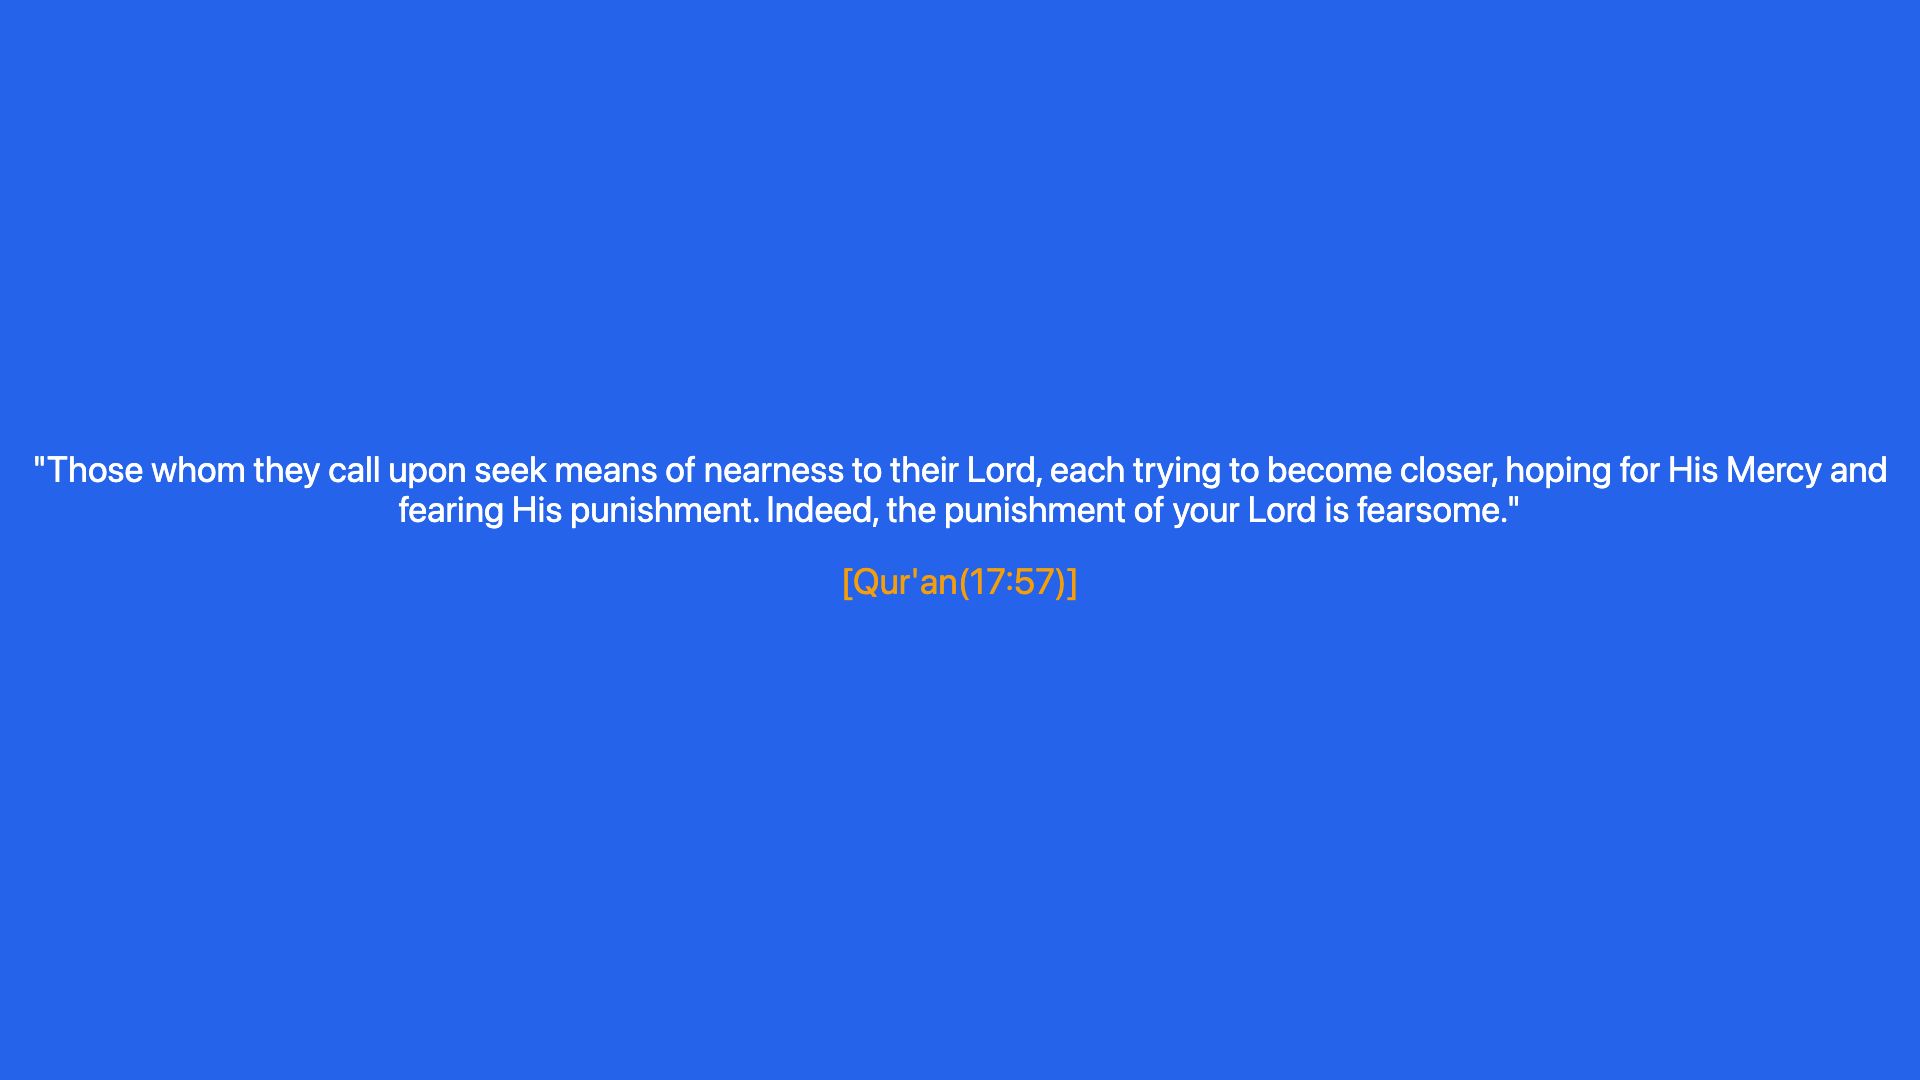 "Those whom they call upon seek means of nearness to their Lord, each trying to become closer, hoping for His Mercy and
fearing His punishment. Indeed, the punishment of your Lord is fearsome."
[Qur'an(17:57)]